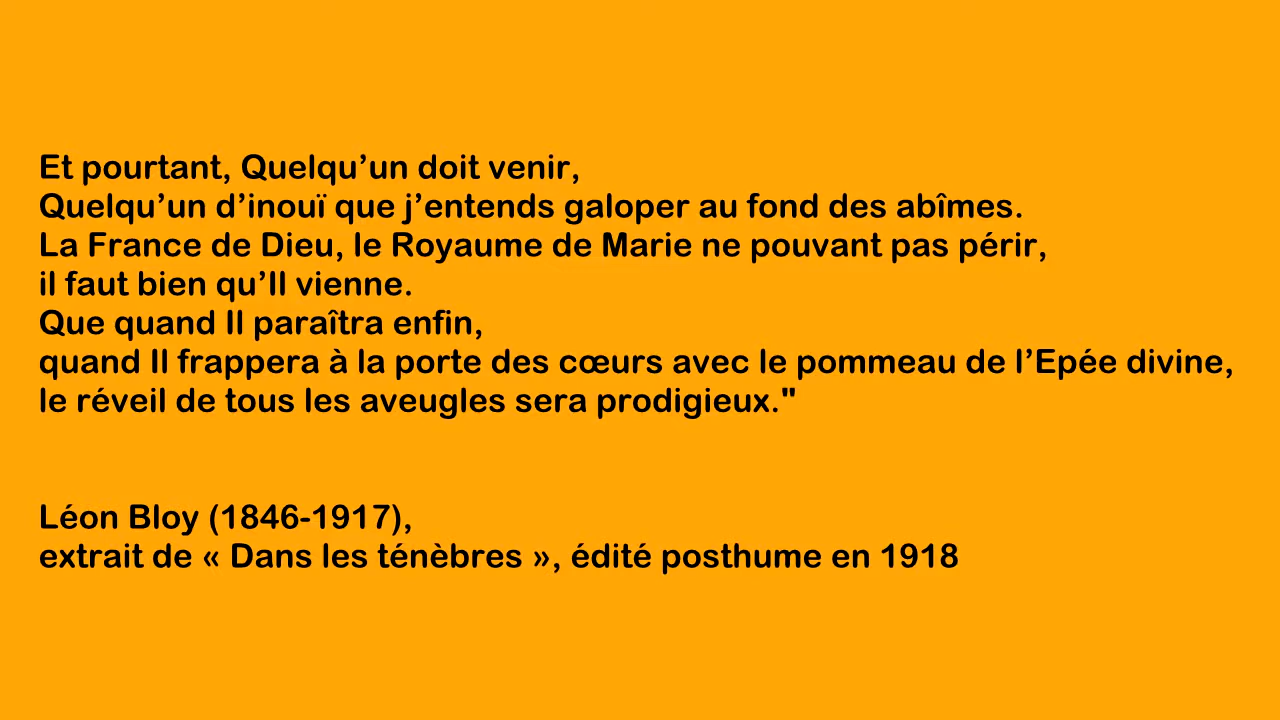 Et pourtant, Quelqu’un doit venir,
Quelqu’un d’inouï que j’entends galoper au fond des abîmes.
La France de Dieu, le Royaume de Marie ne pouvant pas périr,
il faut bien qu’Il vienne.
Que quand Il paraîtra enfin,
quand Il frappera à la porte des cœurs avec le pommeau de l’Epée divine,
le réveil de tous les aveugles sera prodigieux."
Léon Bloy (1846-1917),
extrait de « Dans les ténèbres », édité posthume en 1918